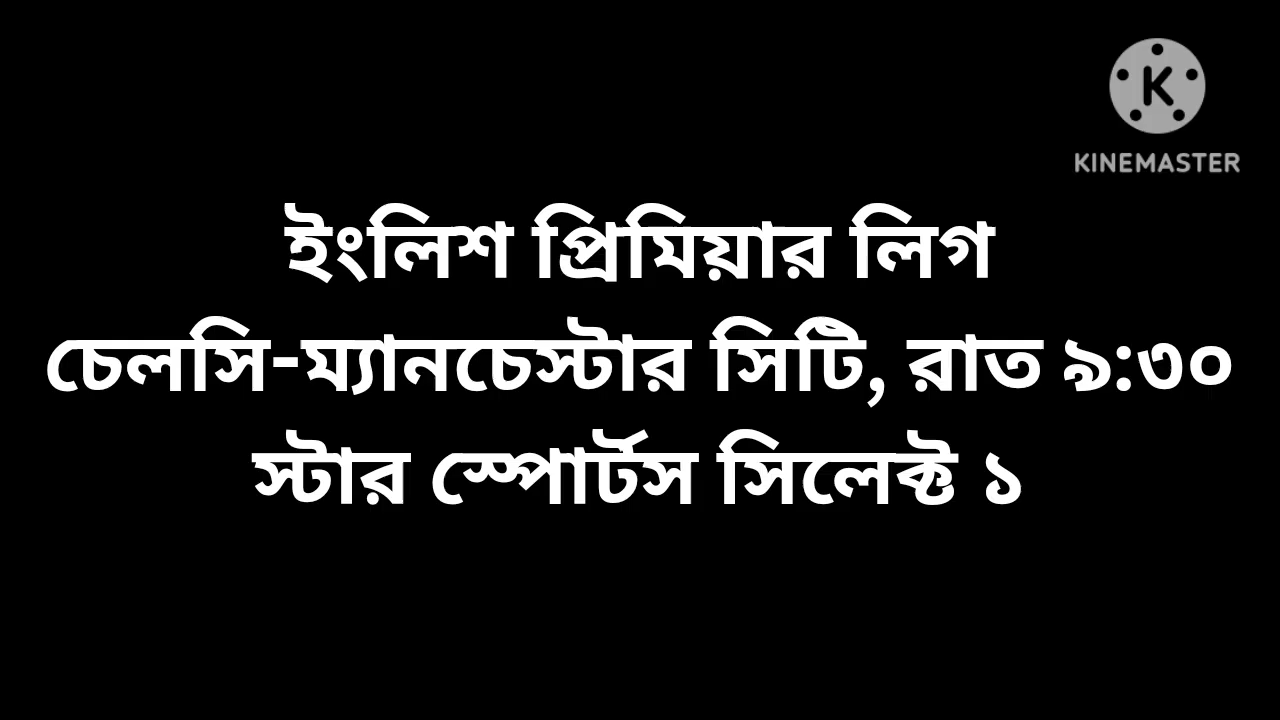 KINEMASTER
ইংলিশ প্রিমিয়ার লিগ
চেলসি-ম্যানচেস্টার সিটি, রাত ৯:৩০
স্টার স্পোর্টস সিলেক্ট ১